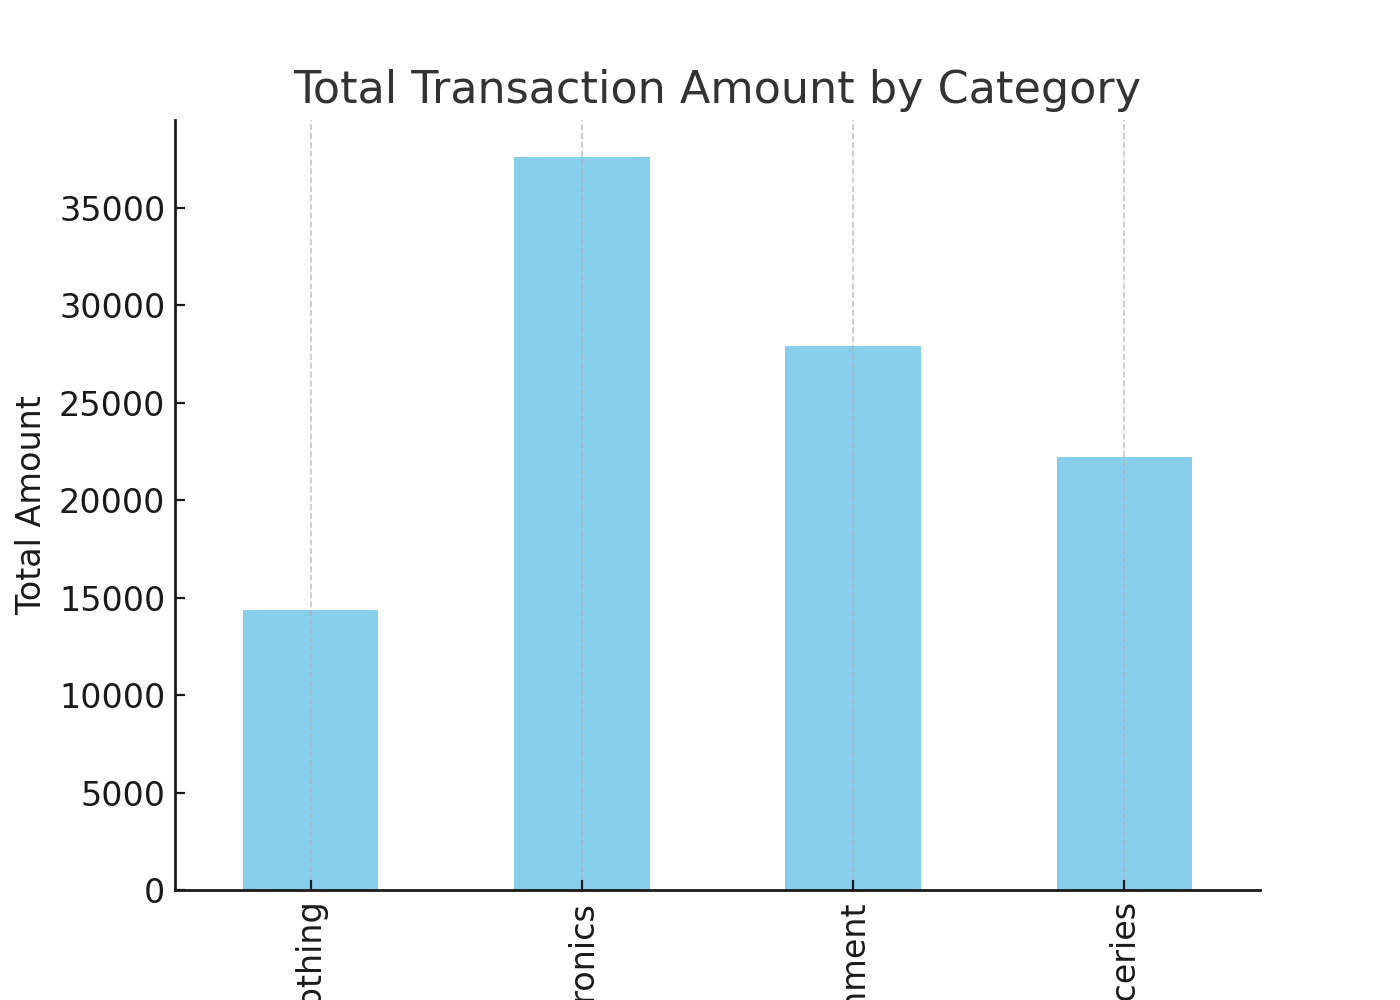 Total Transaction Amount by Category
Total Amount
35000
30000
25000
20000
15000
10000
5000
0
othing
ronics
nment
ceries